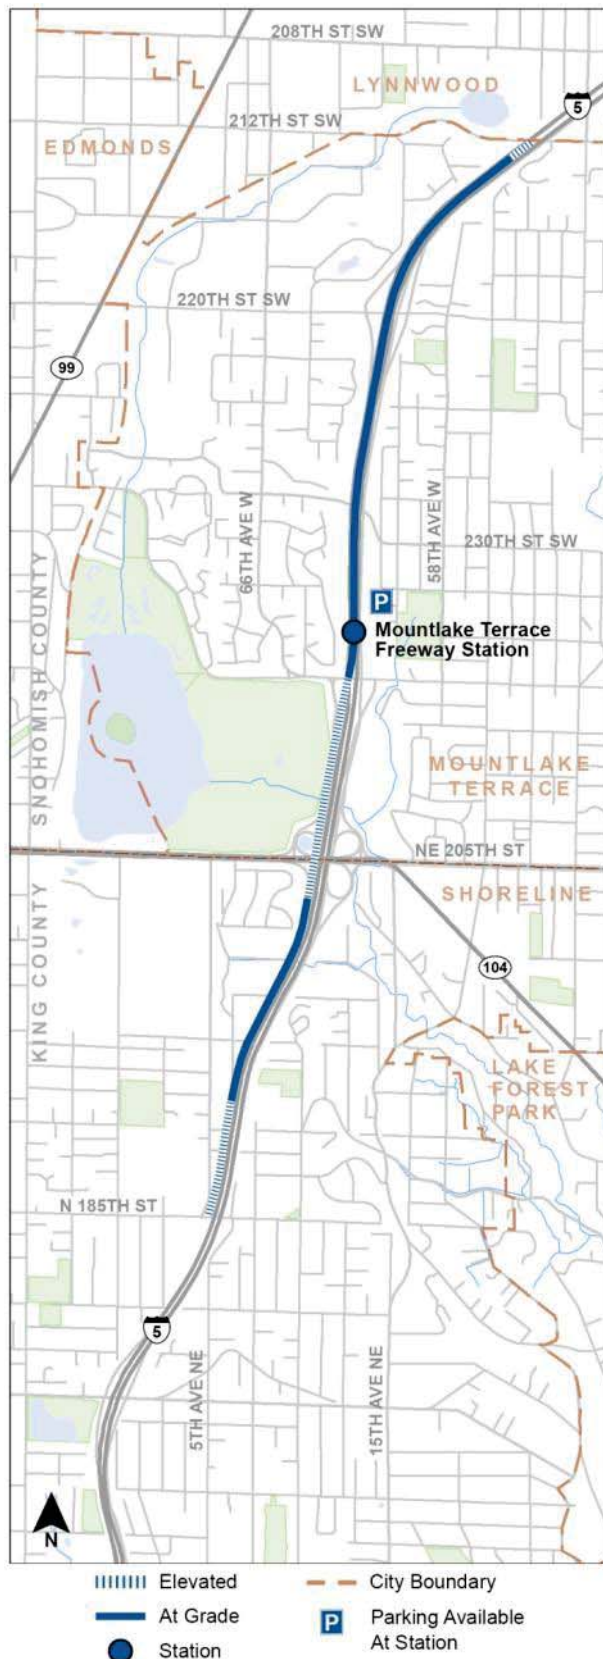 208TH ST SW
LYNNWOOD
5
212TH ST SW
EDMONDS
220TH ST SW
99
66TH AVE W
58TH AVE W
230TH ST SW
P
Mountlake Terrace
Freeway Station
SNOHOMISH COUNTY
MOUNTLAKE
TERRACE
NE 205TH ST
SHORELINE
KING COUNTY
104
LAKE
FOREST
PARK
N 185TH ST
5
5TH AVE NE
15TH AVE NE
N
Elevated
City Boundary
At Grade
P
Parking Available
At Station
Station